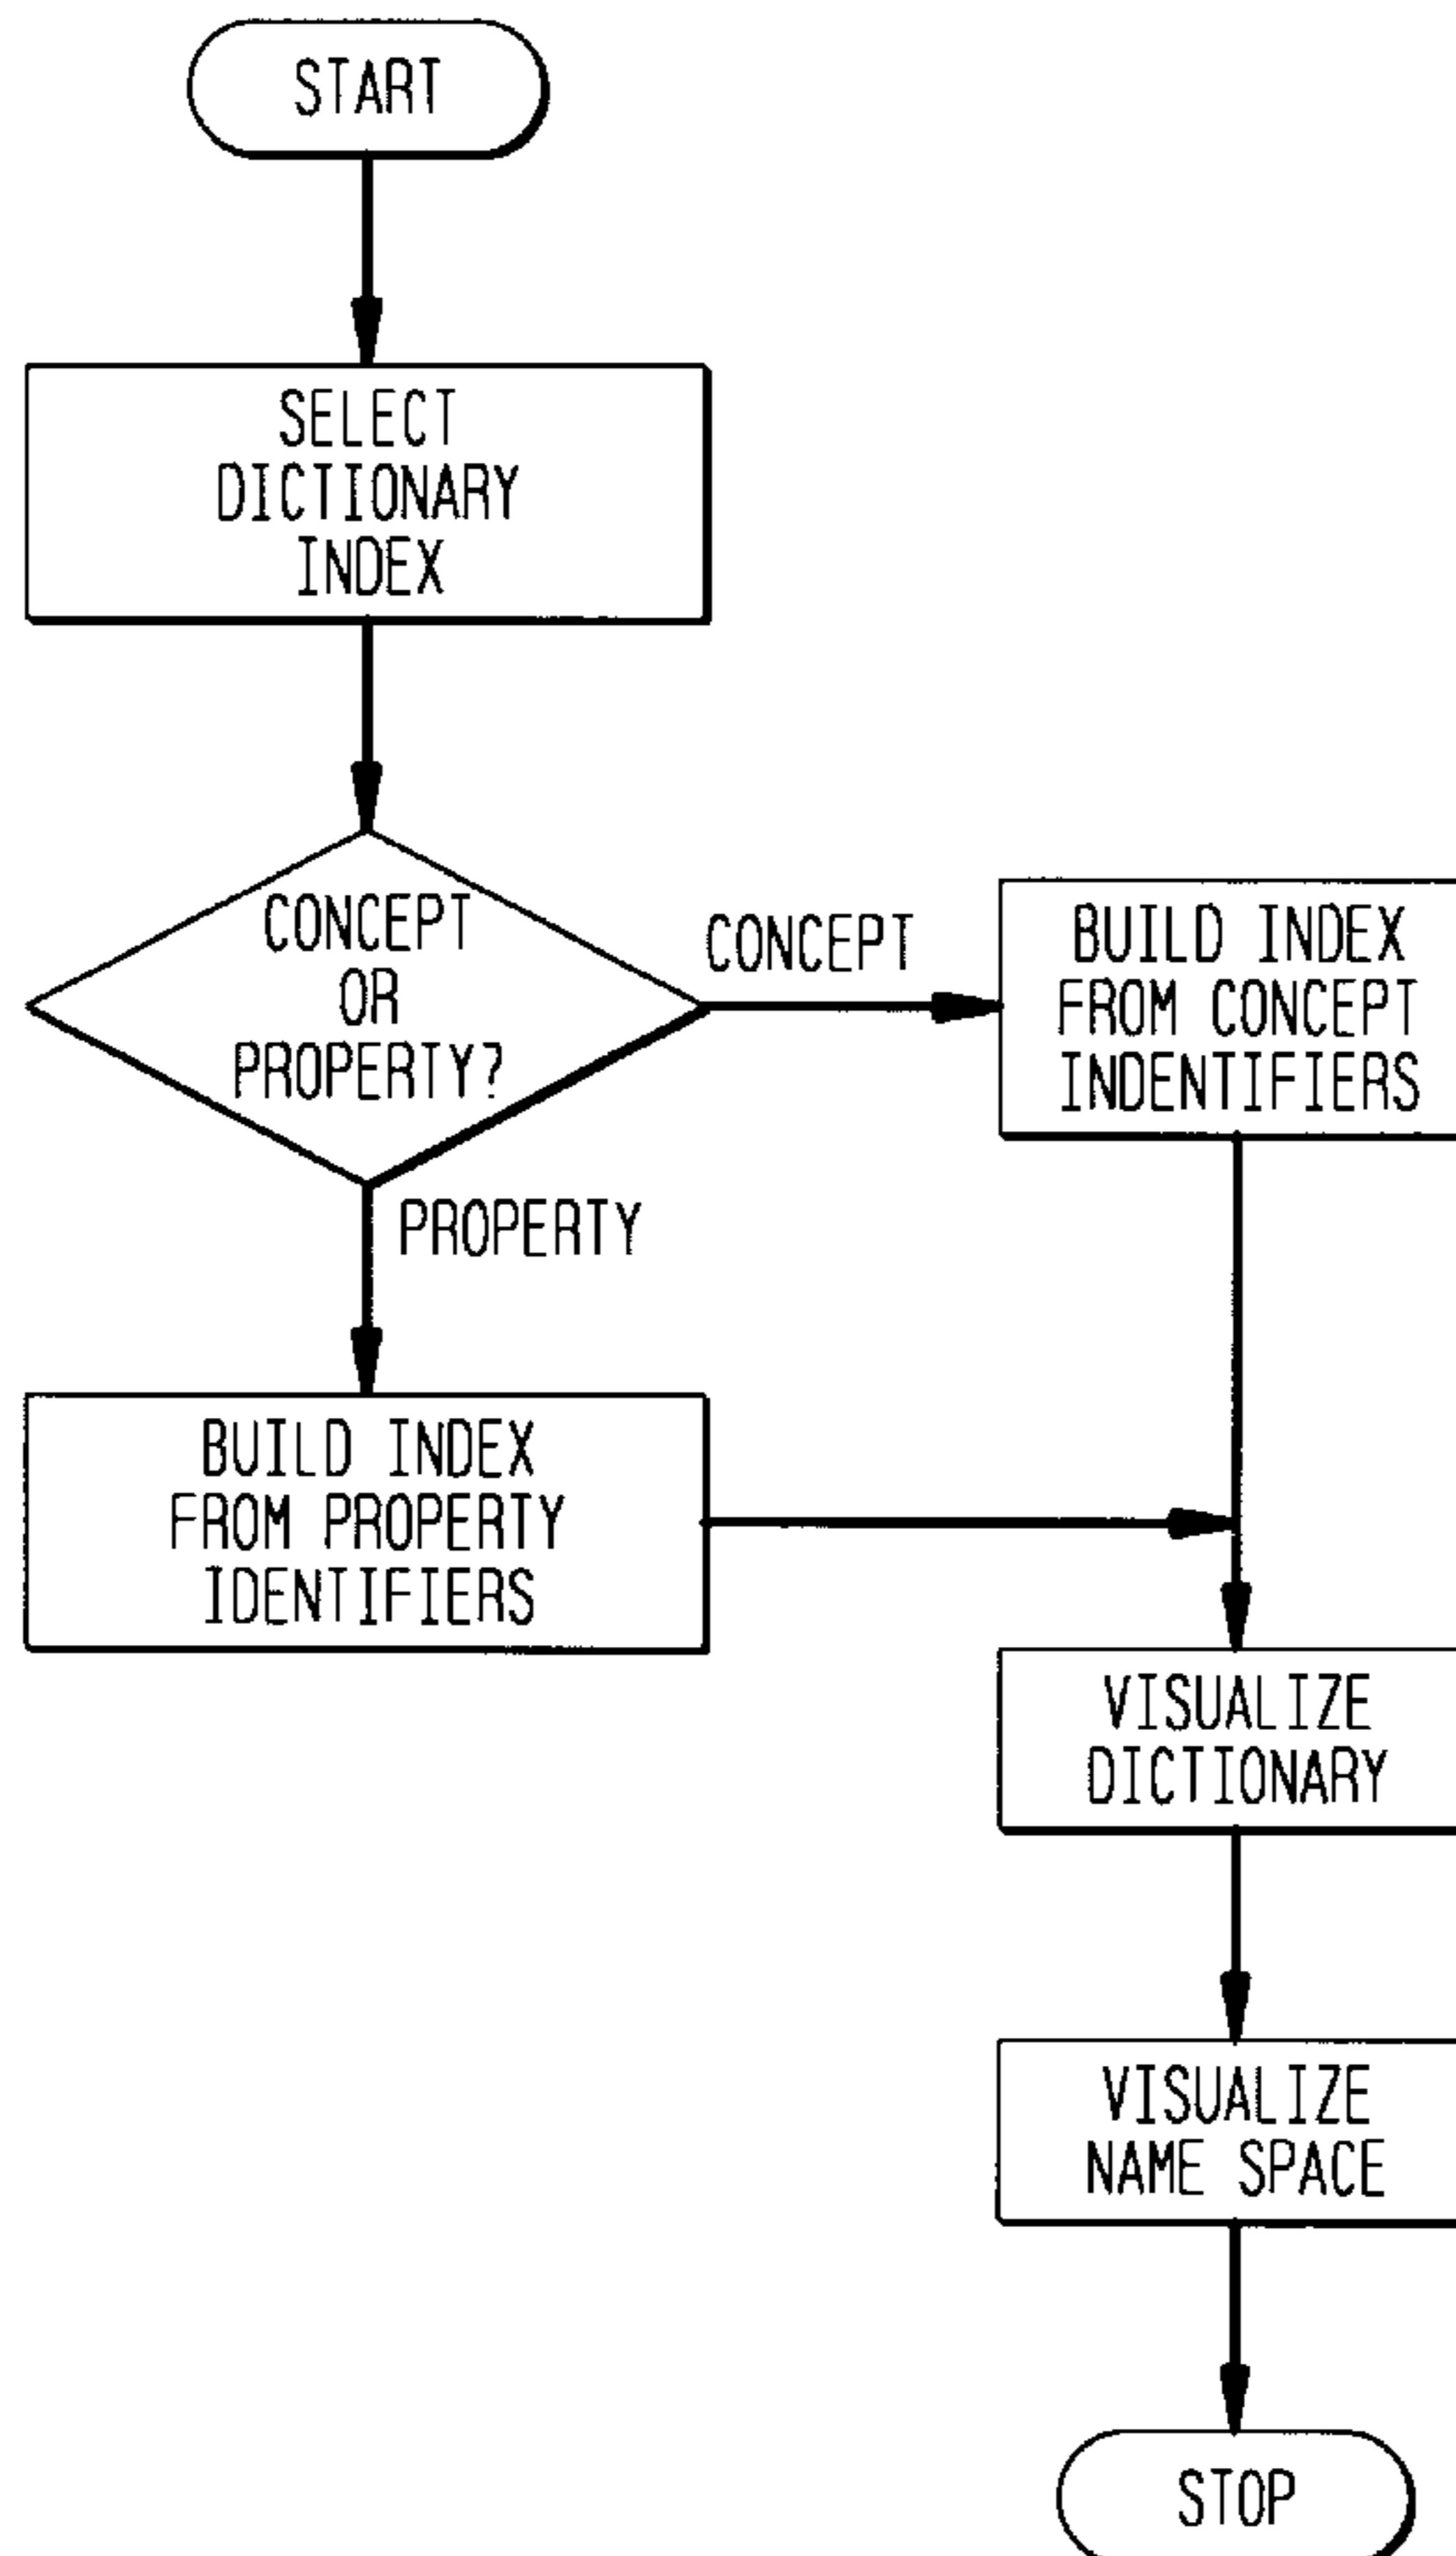 START
SELECT
DICTIONARY
INDEX
CONCEPT
OR
PROPERTY?
CONCEPT
BUILD INDEX
FROM CONCEPT
INDENTIFIERS
PROPERTY
BUILD INDEX
FROM PROPERTY
IDENTIFIERS
VISUALIZE
DICTIONARY
VISUALIZE
NAME SPACE
STOP